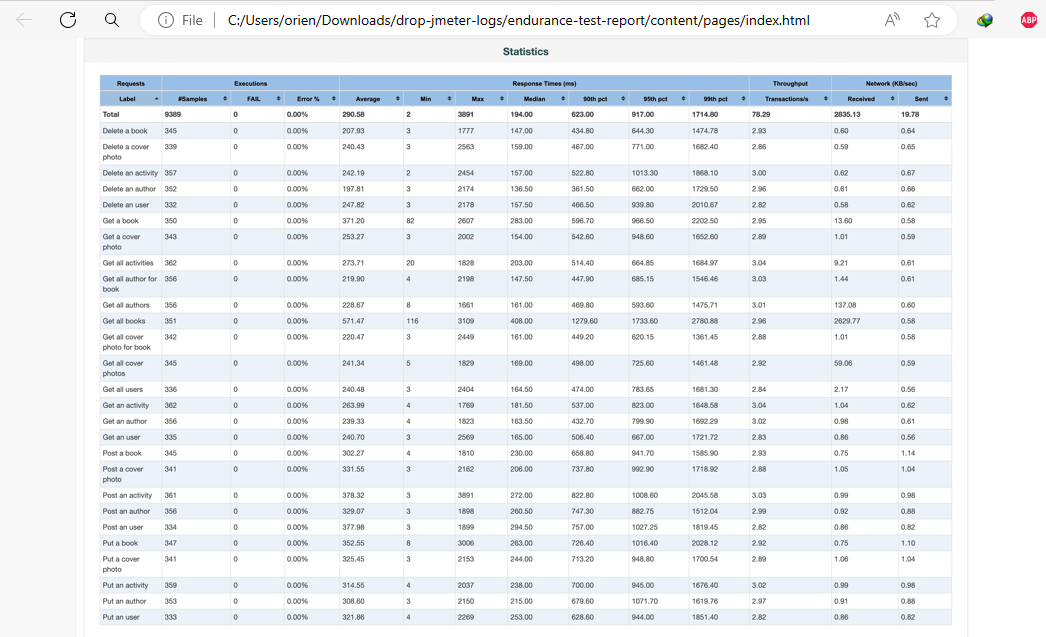 File C:/Users/orien/Downloads/drop-jmeter-logs/endurance-test-report/content/pages/index.html A ABP
Statistics
Requests Executions Response Times (ms) Throughput Network (KB/sec)
Label #Samples FAIL Error % Average Min Max Median 90th pct 95th pct 99th pct Transactions/s Received Sent
Total 9389 0 0.00% 290.58 2 3891 194.00 623.00 917.00 1714.80 78.29 2835.13 19.78
Delete a book 345 0 0.00% 207.93 3 1777 147.00 434.80 644.30 1474.78 2.93 0.60 0.64
Delete a cover photo 339 0 0.00% 240.43 3 2563 159.00 467.00 771.00 1682.40 2.86 0.59 0.65
Delete an activity 357 0 0.00% 242.19 2 2454 157.00 522.80 1013.30 1868.10 3.00 0.62 0.67
Delete an author 352 0 0.00% 197.81 3 2174 136.50 361.50 662.00 1729.50 2.96 0.61 0.66
Delete an user 332 0 0.00% 247.82 3 2178 157.50 466.50 939.80 2010.67 2.82 0.58 0.62
Get a book 350 0 0.00% 371.20 82 2607 283.00 596.70 966.50 2202.50 2.95 13.60 0.58
Get a cover photo 343 0 0.00% 253.27 3 2002 154.00 542.60 948.60 1652.60 2.89 1.01 0.59
Get all activities 362 0 0.00% 273.71 20 1828 203.00 514.40 664.85 1684.97 3.04 9.21 0.61
Get all author for book 356 0 0.00% 219.90 4 2198 147.50 447.90 685.15 1546.46 3.03 1.44 0.61
Get all authors 356 0 0.00% 228.67 8 1661 161.00 469.80 593.60 1475.71 3.01 137.08 0.60
Get all books 351 0 0.00% 571.47 116 3109 408.00 1279.60 1733.60 2780.88 2.96 2629.77 0.58
Get all cover photo for book 342 0 0.00% 220.47 3 2449 161.00 449.20 620.15 1361.45 2.88 1.01 0.58
Get all cover photos 345 0 0.00% 241.34 5 1829 169.00 498.00 725.60 1461.48 2.92 59.06 0.59
Get all users 336 0 0.00% 240.48 3 2404 164.50 474.00 783.65 1681.30 2.84 2.17 0.56
Get an activity 362 0 0.00% 263.99 4 1769 181.50 537.00 823.00 1648.58 3.04 1.04 0.62
Get an author 356 0 0.00% 239.33 4 1823 163.50 432.70 799.90 1692.29 3.02 0.98 0.61
Get an user 335 0 0.00% 240.70 3 2569 165.00 506.40 667.00 1721.72 2.83 0.86 0.56
Post a book 345 0 0.00% 302.27 4 1810 230.00 658.80 941.70 1585.90 2.93 0.75 1.14
Post a cover photo 341 0 0.00% 331.55 3 2162 206.00 737.80 992.90 1718.92 2.88 1.05 1.04
Post an activity 361 0 0.00% 378.32 3 3891 272.00 822.80 1008.60 2045.58 3.03 0.99 0.98
Post an author 356 0 0.00% 329.07 3 1898 260.50 747.30 882.75 1512.04 2.99 0.92 0.88
Post an user 334 0 0.00% 377.98 3 1899 294.50 757.00 1027.25 1819.45 2.82 0.86 0.82
Put a book 347 0 0.00% 352.55 8 3006 263.00 726.40 1016.40 2028.12 2.92 0.75 1.10
Put a cover photo 341 0 0.00% 325.45 3 2153 244.00 713.20 948.80 1700.54 2.89 1.06 1.04
Put an activity 359 0 0.00% 314.55 4 2037 238.00 700.00 945.00 1676.40 3.02 0.99 0.98
Put an author 353 0 0.00% 308.60 3 2150 215.00 679.60 1071.70 1619.76 2.97 0.91 0.88
Put an user 333 0 0.00% 321.86 4 2269 253.00 628.60 944.00 1851.40 2.82 0.86 0.82